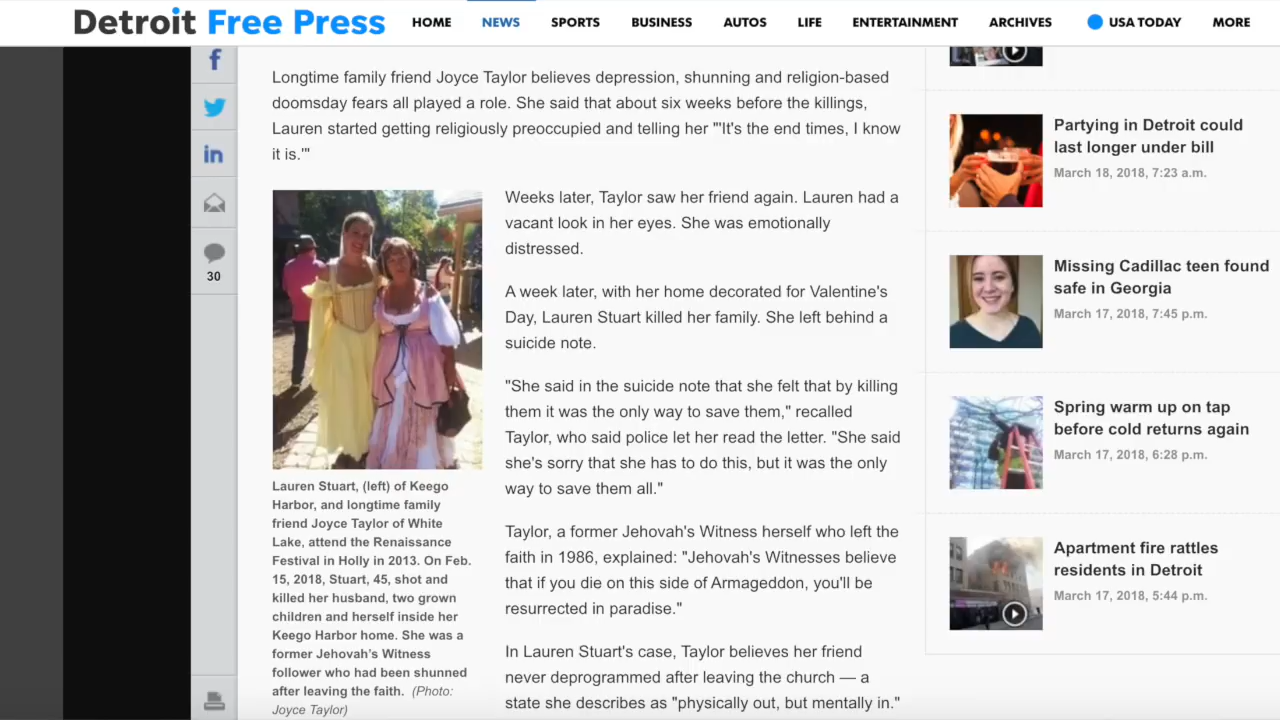 Detroit Free Press
HOME NEWS SPORTS BUSINESS AUTOS LIFE ENTERTAINMENT ARCHIVES USA TODAY MORE
30
Longtime family friend Joyce Taylor believes depression, shunning and religion-based
doomsday fears all played a role. She said that about six weeks before the killings,
Lauren started getting religiously preoccupied and telling her "'It's the end times, I know
it is.'"
Lauren Stuart, (left) of Keego
Harbor, and longtime family
friend Joyce Taylor of White
Lake, attend the Renaissance
Festival in Holly in 2013. On Feb.
15, 2018, Stuart, 45, shot and
killed her husband, two grown
children and herself inside her
Keego Harbor home. She was a
former Jehovah's Witness
follower who had been shunned
after leaving the faith. (Photo:
Joyce Taylor)
Weeks later, Taylor saw her friend again. Lauren had a
vacant look in her eyes. She was emotionally
distressed.
A week later, with her home decorated for Valentine's
Day, Lauren Stuart killed her family. She left behind a
suicide note.
"She said in the suicide note that she felt that by killing
them it was the only way to save them," recalled
Taylor, who said police let her read the letter. "She said
she's sorry that she has to do this, but it was the only
way to save them all."
Taylor, a former Jehovah's Witness herself who left the
faith in 1986, explained: "Jehovah's Witnesses believe
that if you die on this side of Armageddon, you'll be
resurrected in paradise."
In Lauren Stuart's case, Taylor believes her friend
never deprogrammed after leaving the church — a
state she describes as "physically out, but mentally in."
Partying in Detroit could
last longer under bill
March 18, 2018, 7:23 a.m.
Missing Cadillac teen found
safe in Georgia
March 17, 2018, 7:45 p.m.
Spring warm up on tap
before cold returns again
March 17, 2018, 6:28 p.m.
Apartment fire rattles
residents in Detroit
March 17, 2018, 5:44 p.m.